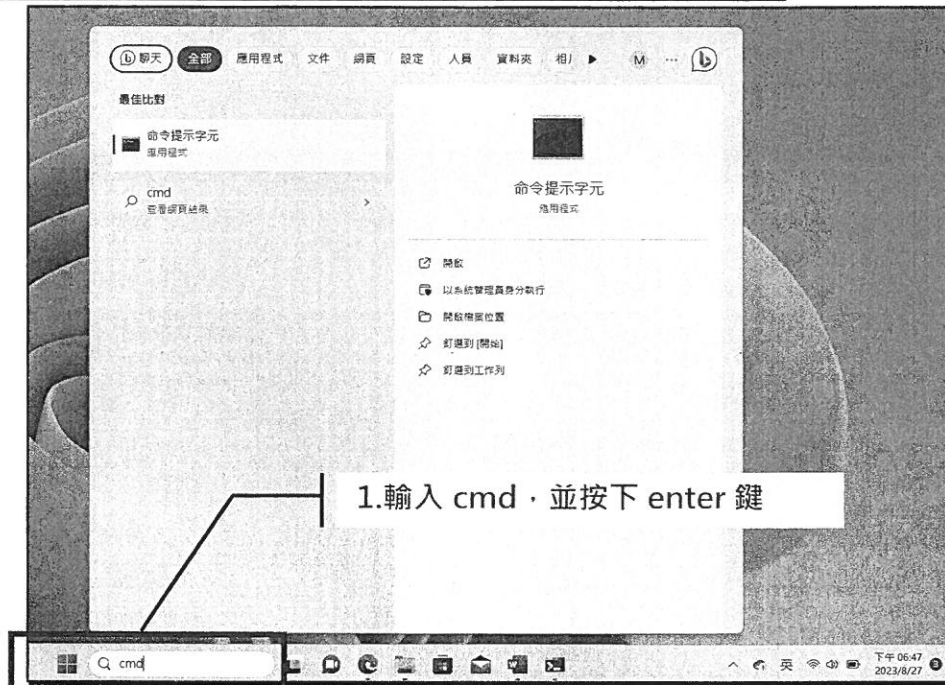 聊天 全部 應用程式 文件 網頁 設定 人員 資料夾 相 M ...
最佳比對
命令提示字元
應用程式
cmd
查看網頁結果
命令提示字元
應用程式
開啟
以系統管理員身分執行
開啟檔案位置
釘選到 [開始]
釘選到工作列
1.輸入 cmd，並按下 enter 鍵
cmd
英
下午 06:47
2023/8/27